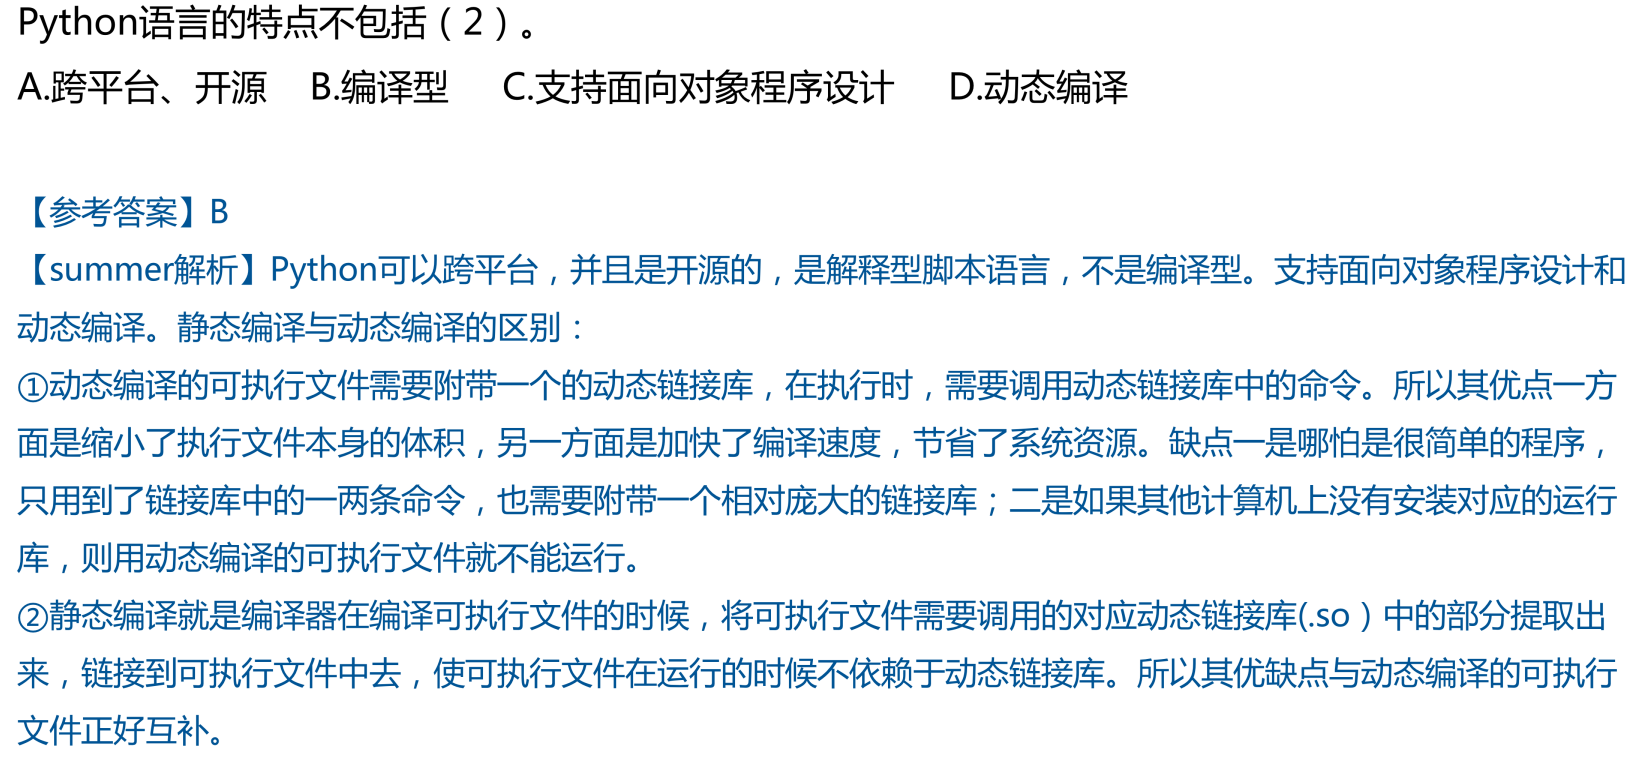 Python语言的特点不包括（2）。
A.跨平台、开源 B.编译型 C.支持面向对象程序设计 D.动态编译
【参考答案】B
【summer解析】Python可以跨平台，并且是开源的，是解释型脚本语言，不是编译型。支持面向对象程序设计和
动态编译。静态编译与动态编译的区别：
①动态编译的可执行文件需要附带一个的动态链接库，在执行时，需要调用动态链接库中的命令。所以其优点一方
面是缩小了执行文件本身的体积，另一方面是加快了编译速度，节省了系统资源。缺点一是哪怕是很简单的程序，
只用到了链接库中的一两条命令，也需要附带一个相对庞大的链接库；二是如果其他计算机上没有安装对应的运行
库，则用动态编译的可执行文件就不能运行。
②静态编译就是编译器在编译可执行文件的时候，将可执行文件需要调用的对应动态链接库(.so）中的部分提取出
来，链接到可执行文件中去，使可执行文件在运行的时候不依赖于动态链接库。所以其优缺点与动态编译的可执行
文件正好互补。